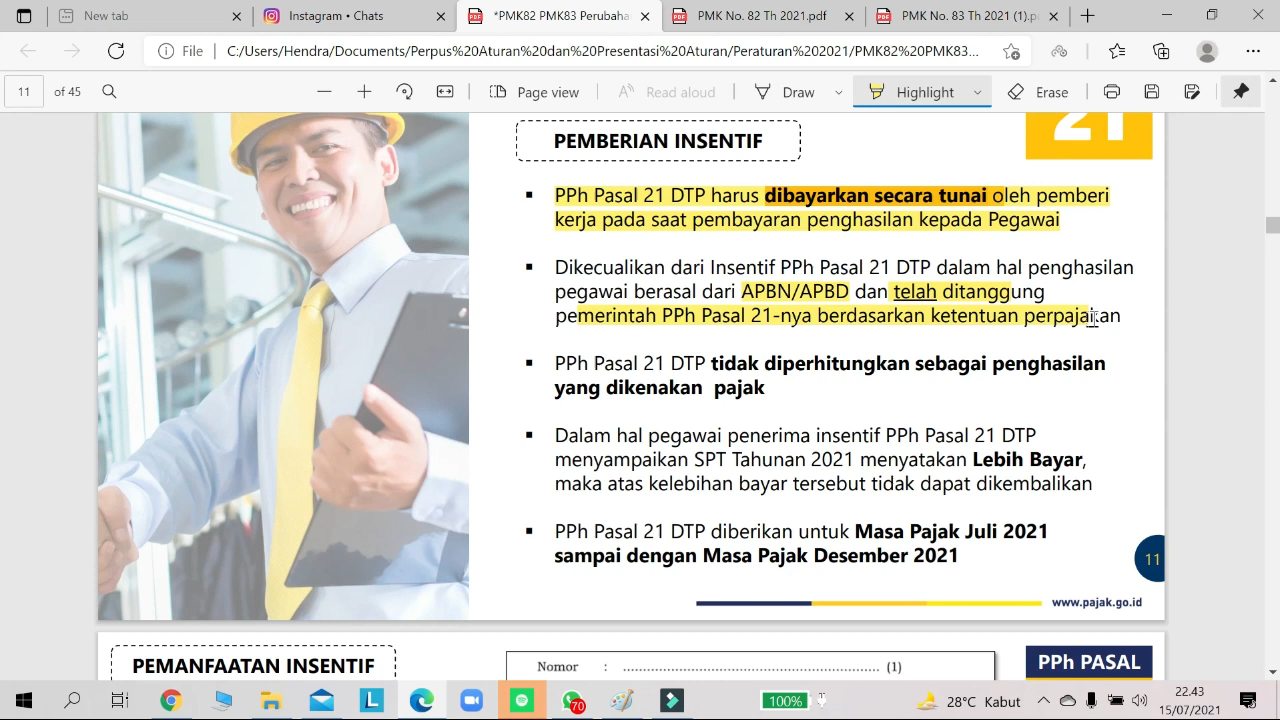 New tab
Instagram • Chats
*PMK82 PMK83 Perubaha
PMK No. 82 Th 2021.pdf
PMK No. 83 Th 2021 (1).p
File
C:/Users/Hendra/Documents/Perpus%20Aturan%20dan%20Presentasi%20Aturan/Peraturan%202021/PMK82%20PMK83...
11 of 45
Page view
Read aloud
Draw
Highlight
Erase
PEMBERIAN INSENTIF
21
▪ PPh Pasal 21 DTP harus dibayarkan secara tunai oleh pemberi
kerja pada saat pembayaran penghasilan kepada Pegawai
▪ Dikecualikan dari Insentif PPh Pasal 21 DTP dalam hal penghasilan
pegawai berasal dari APBN/APBD dan telah ditanggung
pemerintah PPh Pasal 21-nya berdasarkan ketentuan perpajakan
▪ PPh Pasal 21 DTP tidak diperhitungkan sebagai penghasilan
yang dikenakan pajak
▪ Dalam hal pegawai penerima insentif PPh Pasal 21 DTP
menyampaikan SPT Tahunan 2021 menyatakan Lebih Bayar,
maka atas kelebihan bayar tersebut tidak dapat dikembalikan
▪ PPh Pasal 21 DTP diberikan untuk Masa Pajak Juli 2021
sampai dengan Masa Pajak Desember 2021
11
www.pajak.go.id
PEMANFAATAN INSENTIF
Nomor : ................................................................ (1)
PPh PASAL
70
100%
28°C Kabut
22.43
15/07/2021